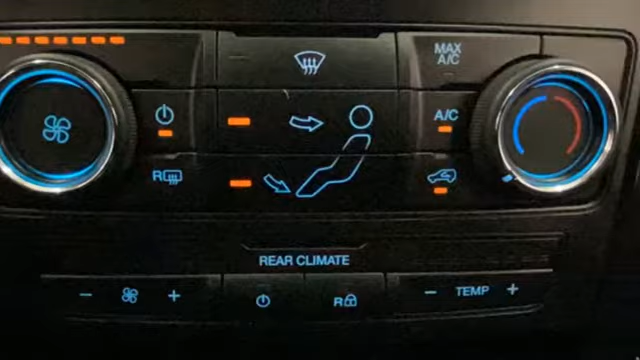 MAX
A/C
A/C
R
REAR CLIMATE
− + R − TEMP +